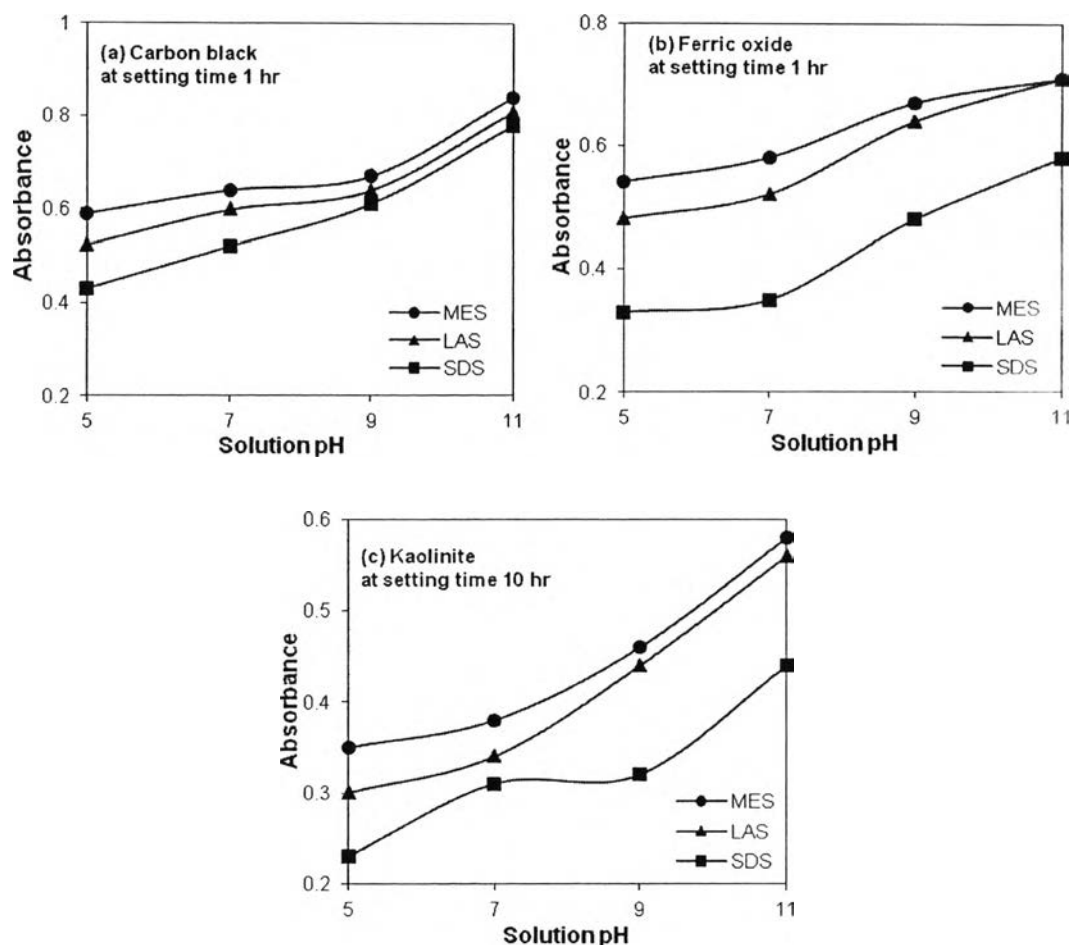 (a) Carbon black
at setting time 1 hr
Absorbance
1
0.8
0.6
0.4
0.2
5
7
9
11
Solution pH
MES
LAS
SDS
(b) Ferric oxide
at setting time 1 hr
Absorbance
0.8
0.6
0.4
0.2
5
7
9
11
Solution pH
MES
LAS
SDS
(c) Kaolinite
at setting time 10 hr
Absorbance
0.6
0.5
0.4
0.3
0.2
5
7
9
11
Solution pH
MES
LAS
SDS